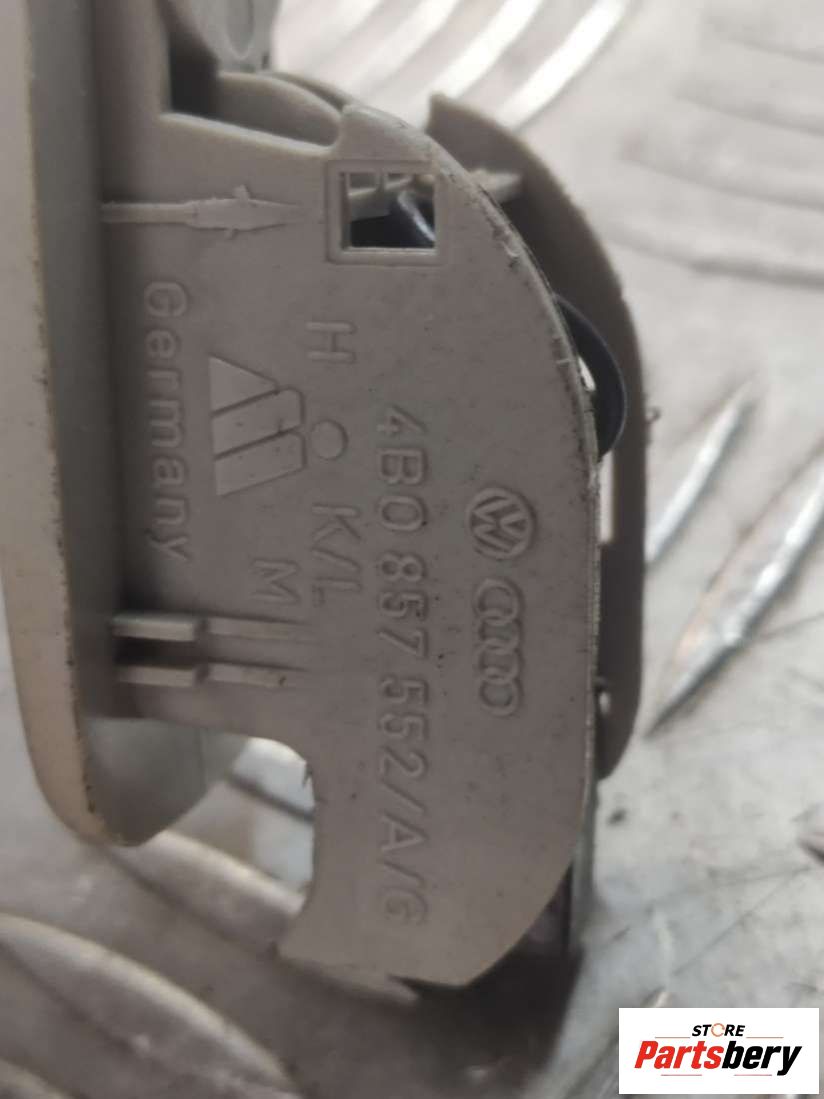 4B0 857 552/A/G
H K/L
M
Germany
STORE
Partsbery